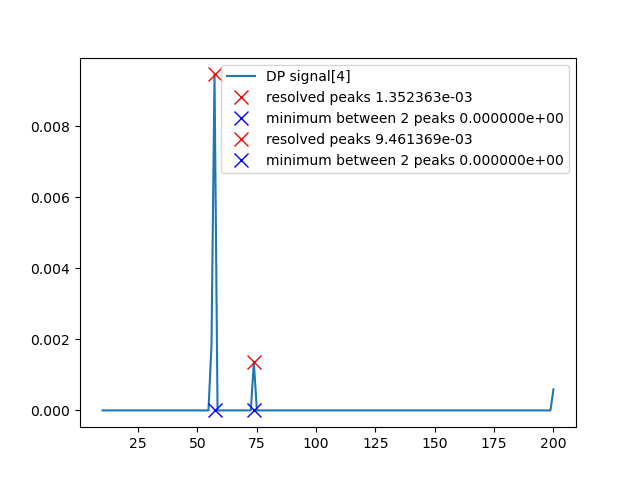 DP signal[4]
resolved peaks 1.352363e-03
minimum between 2 peaks 0.000000e+00
resolved peaks 9.461369e-03
minimum between 2 peaks 0.000000e+00
0.008
0.006
0.004
0.002
0.000
25 50 75 100 125 150 175 200